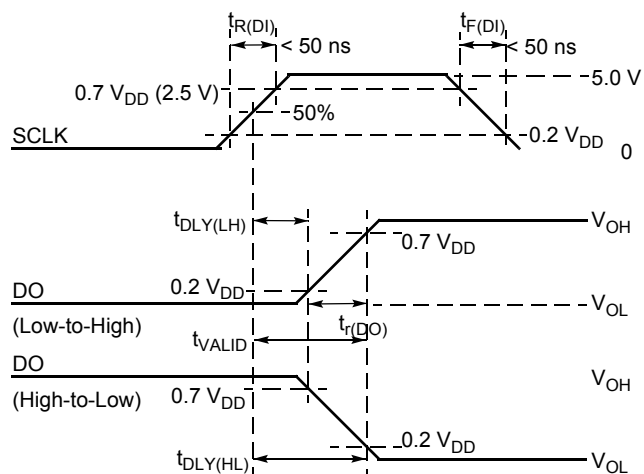 tR(DI)
< 50 ns
tF(DI)
< 50 ns
5.0 V
0.7 VDD (2.5 V)
50%
SCLK
0.2 VDD
0
tDLY(LH)
VOH
0.7 VDD
0.2 VDD
DO
(Low-to-High)
VOL
tr(DO)
tVALID
DO
(High-to-Low)
VOH
0.7 VDD
0.2 VDD
tDLY(HL)
VOL